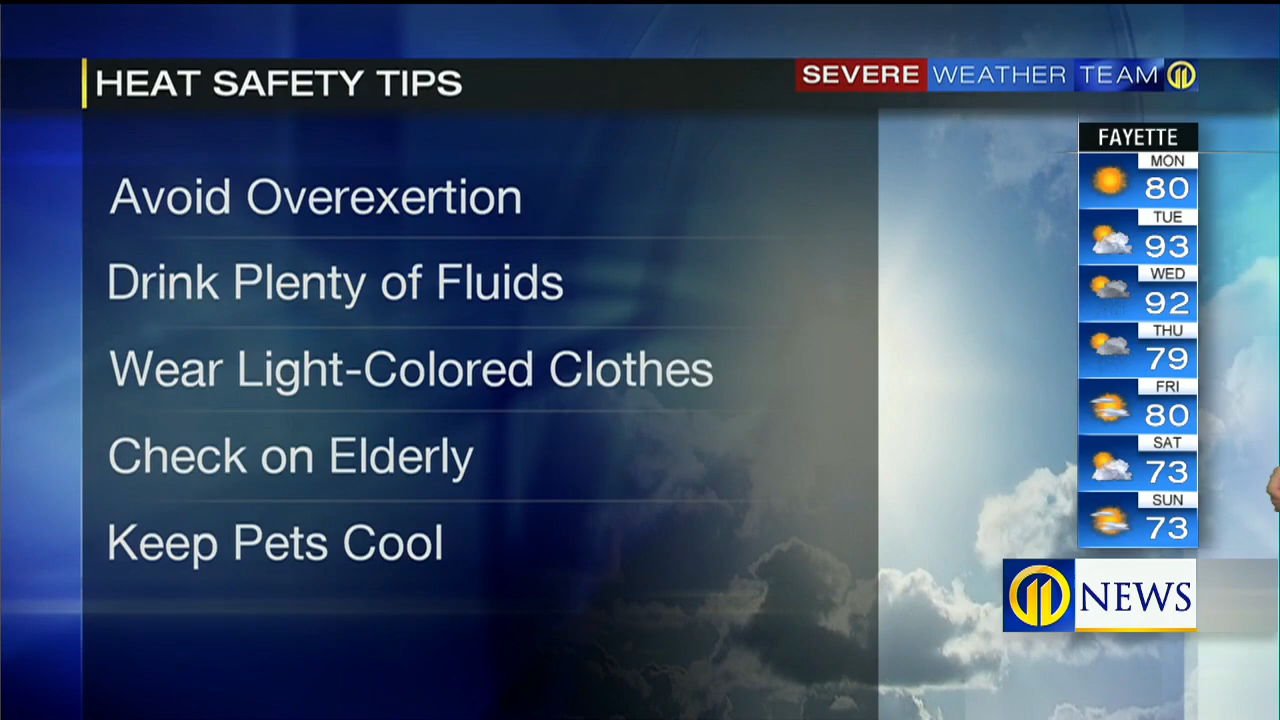 HEAT SAFETY TIPS
SEVERE WEATHER TEAM 11
Avoid Overexertion
Drink Plenty of Fluids
Wear Light-Colored Clothes
Check on Elderly
Keep Pets Cool
FAYETTE
MON
80
TUE
93
WED
92
THU
79
FRI
80
SAT
73
SUN
73
11 NEWS